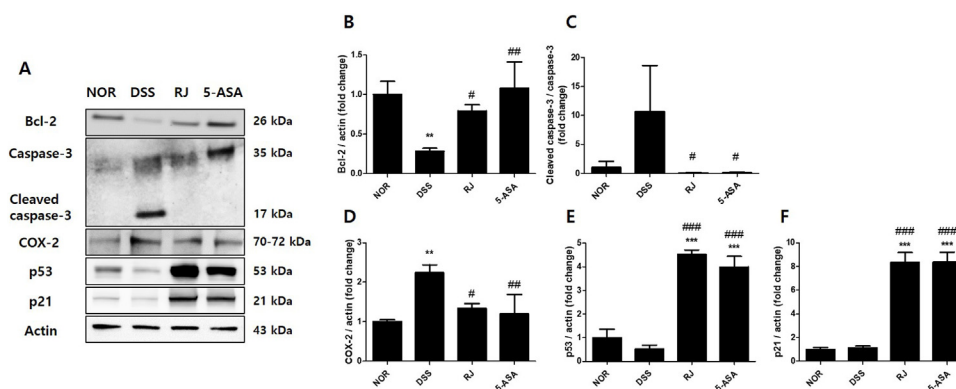 A
NOR DSS RJ 5-ASA
Bcl-2 26 kDa
Caspase-3 35 kDa
Cleaved
caspase-3 17 kDa
COX-2 70-72 kDa
p53 53 kDa
p21 21 kDa
Actin 43 kDa
B
Bcl-2 / actin (fold change)
1.5
1.0
0.5
0.0
**
#
##
NOR DSS RJ 5-ASA
C
Cleaved caspase-3 / caspase-3
(fold change)
20
15
10
5
0
# #
NOR DSS RJ 5-ASA
D
COX-2 / actin (fold change)
3
2
1
0
**
#
##
NOR DSS RJ 5-ASA
E
p53 / actin (fold change)
5
4
3
2
1
0
### ###
*** ***
NOR DSS RJ 5-ASA
F
p21 / actin (fold change)
10
8
6
4
2
0
### ###
*** ***
NOR DSS RJ 5-ASA